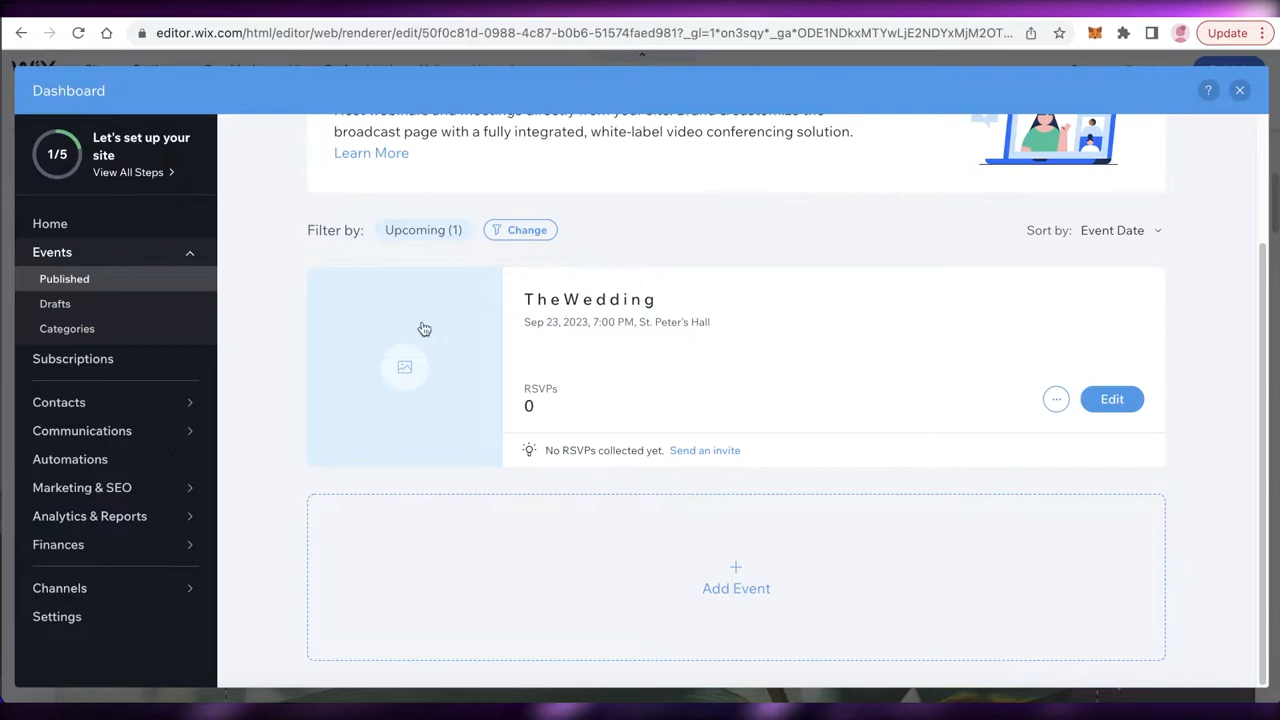 editor.wix.com/html/editor/web/renderer/edit/50f0c81d-0988-4c87-b0b6-51574faed981?_gl=1*on3sqy*_ga*ODE1NDkxMTYwLjE2NDYxMjM2OT...
Update
Dashboard
?
1/5
Let's set up your
site
View All Steps
Home
Events
Published
Drafts
Categories
Subscriptions
Contacts
Communications
Automations
Marketing & SEO
Analytics & Reports
Finances
Channels
Settings
broadcast page with a fully integrated, white-label video conferencing solution.
Learn More
Filter by: Upcoming (1) Change
Sort by: Event Date
T h e W e d d i n g
Sep 23, 2023, 7:00 PM, St. Peter's Hall
RSVPs
0
Edit
No RSVPs collected yet. Send an invite
+
Add Event